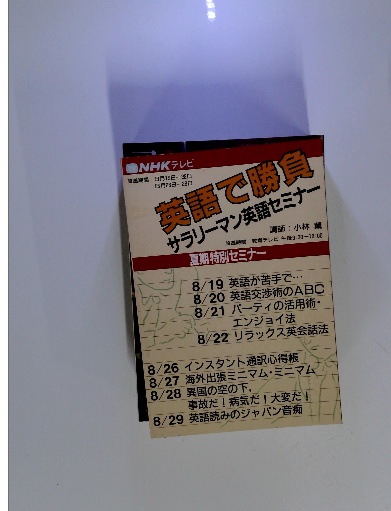 NHKテレビ
英語で勝負
サラリーマン英語セミナー
講師:小林 薫
夏期特別セミナー
8/19 英語が苦手で…
8/20 英語交渉術のABC
8/21 パーティの活用術・
エンジョイ法
8/22 リラックス英会話法
8/26 インスタント通訳心得帳
8/27 海外出張ミニマム・ミニマム
8/28 異国の空の下、
事故だ!病気だ!大変だ!
8/29 英語読みのジャパン音痴